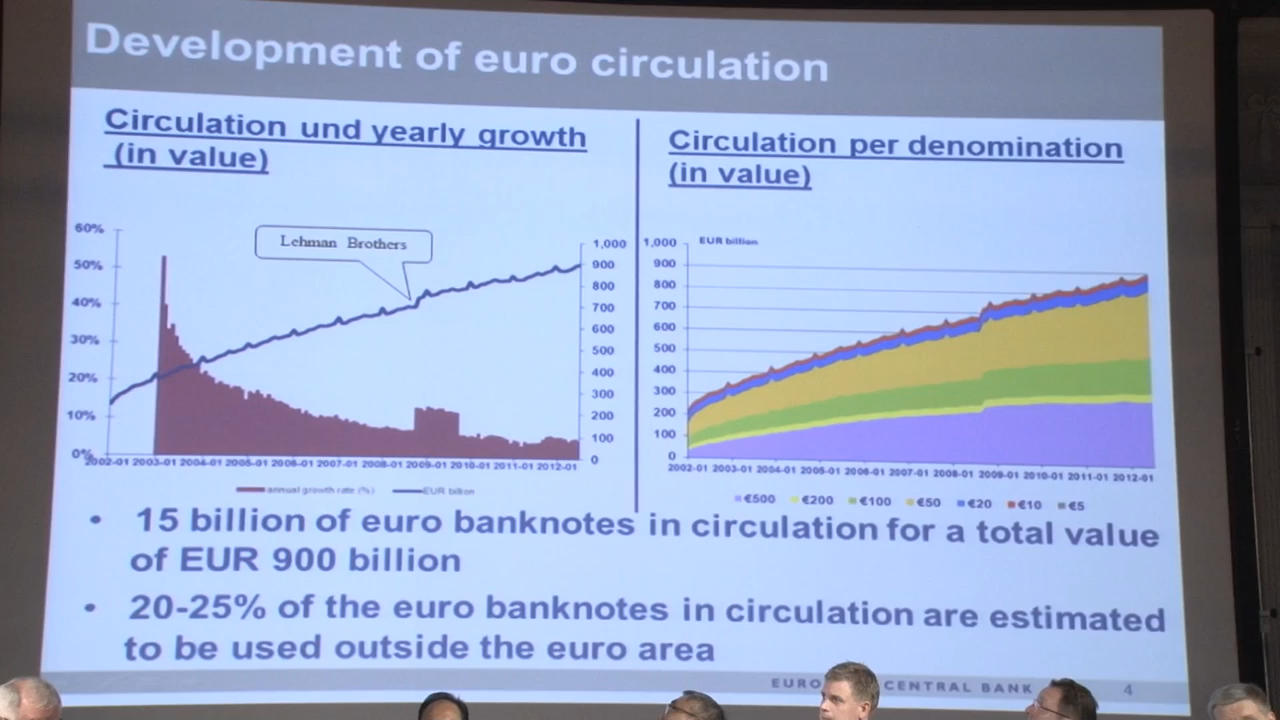 Development of euro circulation
Circulation und yearly growth
(in value)
Circulation per denomination
(in value)
60%
50%
40%
30%
20%
10%
0%
Lehman Brothers
1,000
900
800
700
600
500
400
300
200
100
0
2002-01 2003-01 2004-01 2005-01 2006-01 2007-01 2008-01 2009-01 2010-01 2011-01 2012-01
annual growth rate (%) EUR billion
EUR billion
1,000
900
800
700
600
500
400
300
200
100
0
2002-01 2003-01 2004-01 2005-01 2006-01 2007-01 2008-01 2009-01 2010-01 2011-01 2012-01
€500 €200 €100 €50 €20 €10 €5
• 15 billion of euro banknotes in circulation for a total value
of EUR 900 billion
• 20-25% of the euro banknotes in circulation are estimated
to be used outside the euro area
EURO CENTRAL BANK 4